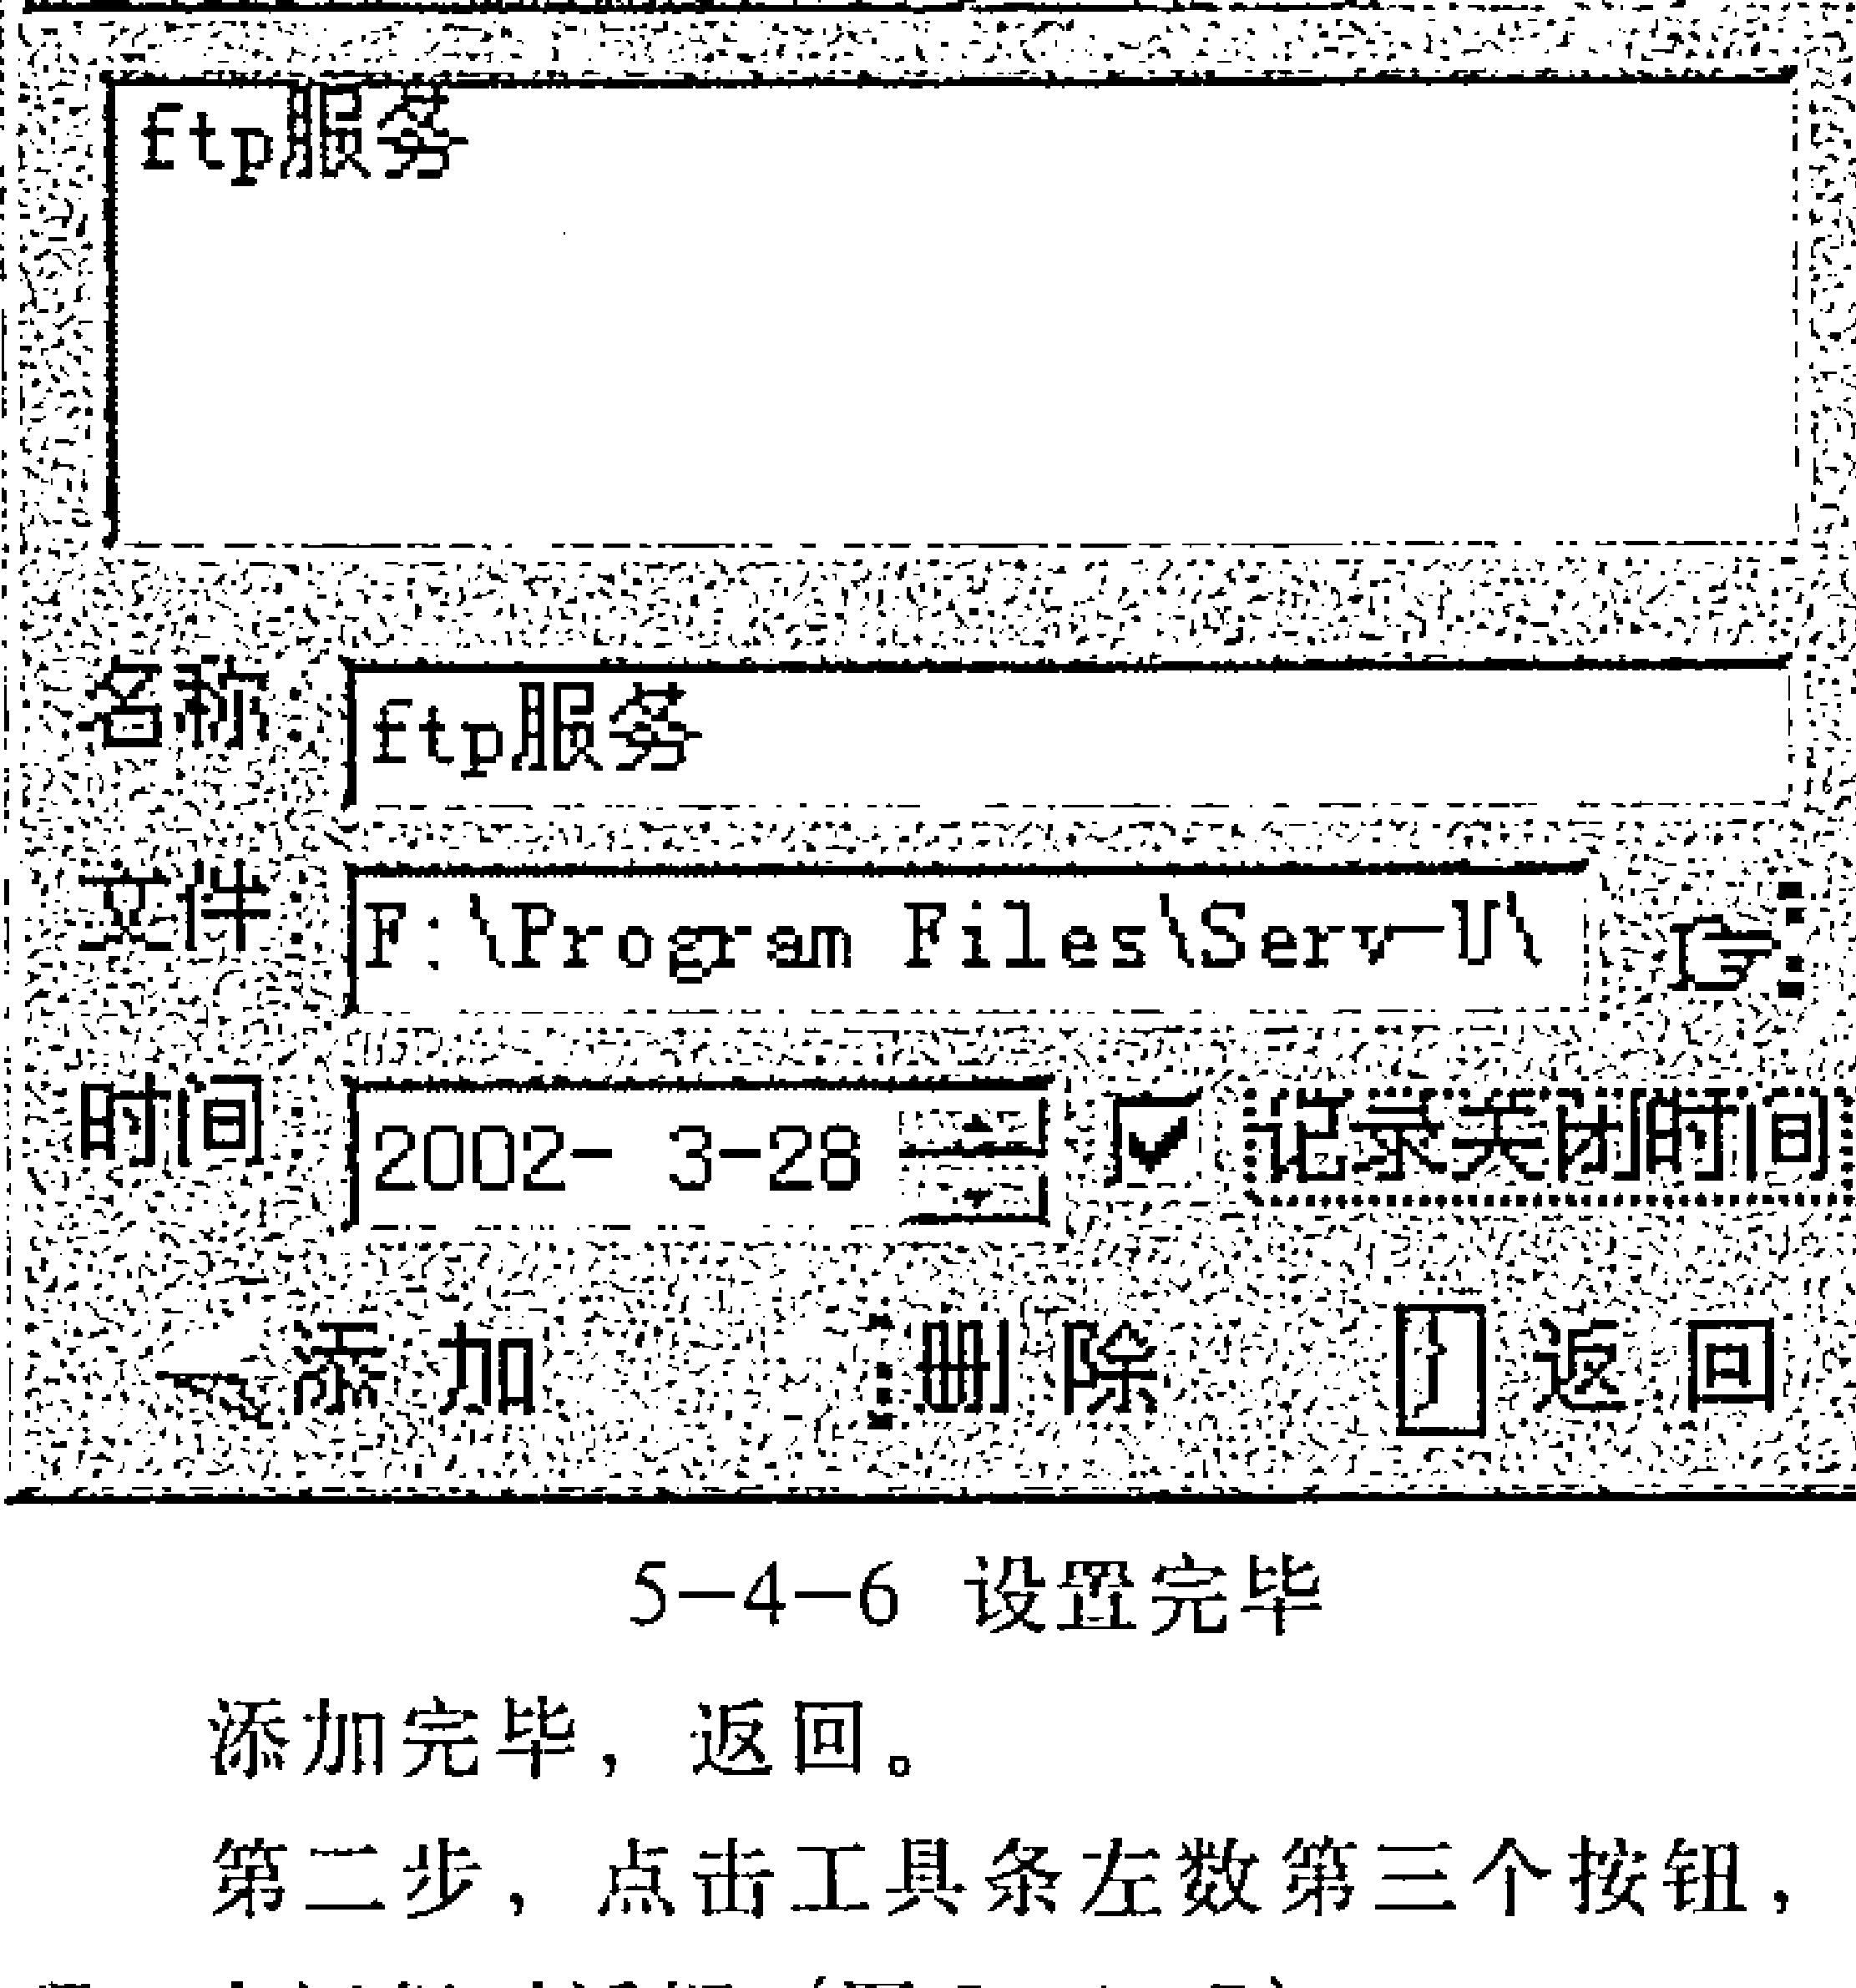 ftp服务
名称: ftp服务
文件: F:\Program Files\Serv-U\
时间: 2002- 3-28 记录关闭时间
添 加 删 除 返 回
5-4-6 设置完毕
添加完毕，返回。
第二步，点击工具条左数第三个按钮，